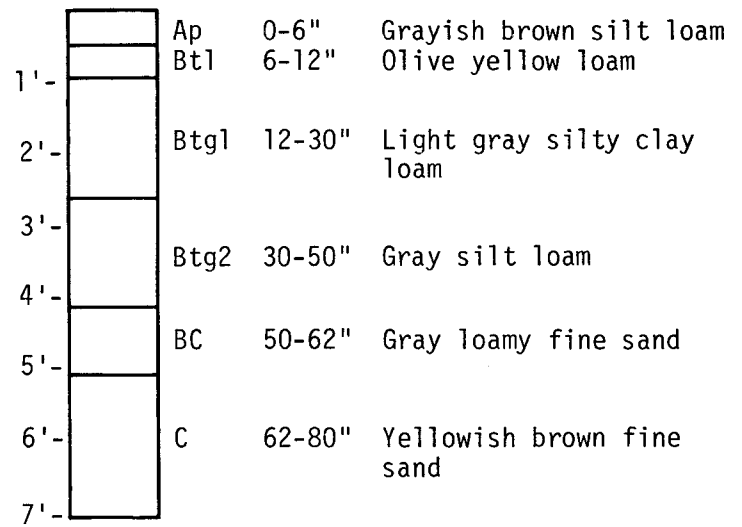 Ap 0-6" Grayish brown silt loam
Bt1 6-12" Olive yellow loam
1'-
Btg1 12-30" Light gray silty clay
2'-
loam
3'-
Btg2 30-50" Gray silt loam
4'-
BC 50-62" Gray loamy fine sand
5'-
6'- C 62-80" Yellowish brown fine
sand
7'-